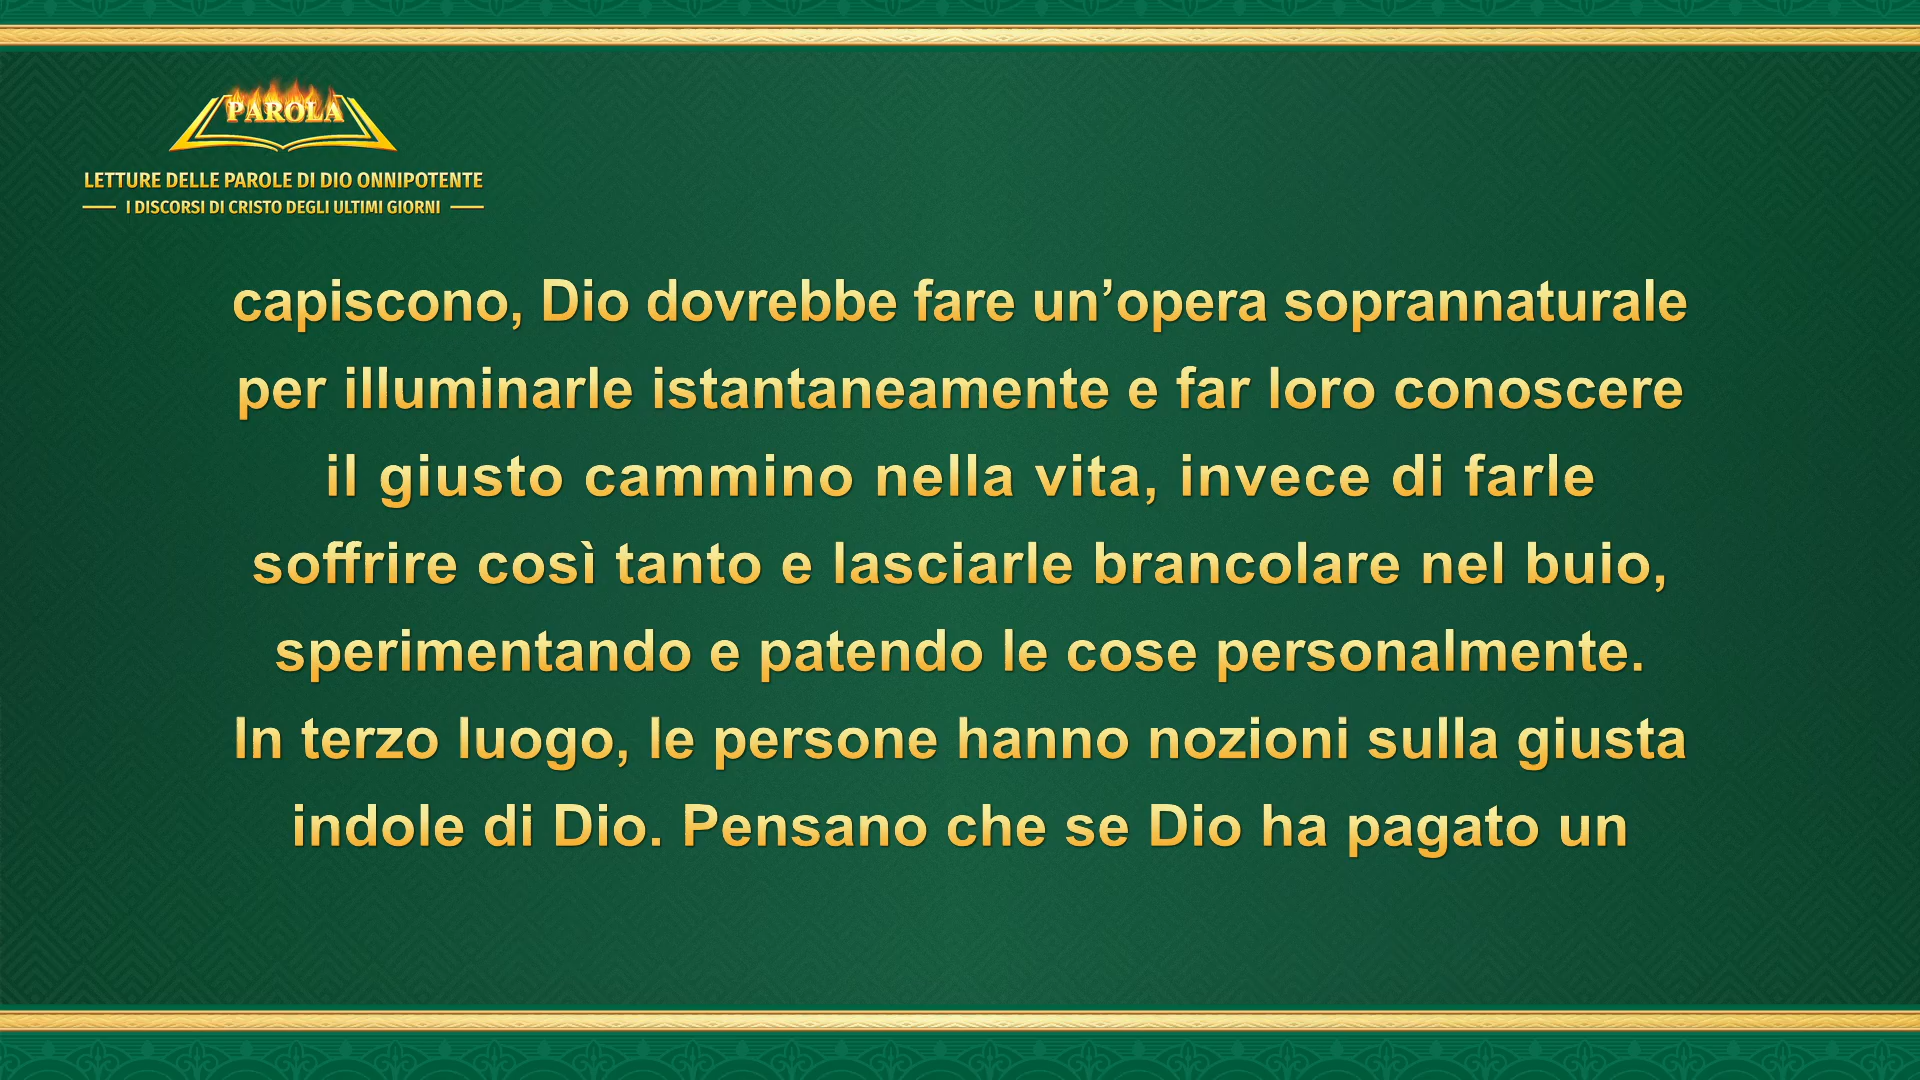 PAROLA
LETTURE DELLE PAROLE DI DIO ONNIPOTENTE
I DISCORSI DI CRISTO DEGLI ULTIMI GIORNI
capiscono, Dio dovrebbe fare un’opera soprannaturale
per illuminarle istantaneamente e far loro conoscere
il giusto cammino nella vita, invece di farle
soffrire così tanto e lasciarle brancolare nel buio,
sperimentando e patendo le cose personalmente.
In terzo luogo, le persone hanno nozioni sulla giusta
indole di Dio. Pensano che se Dio ha pagato un